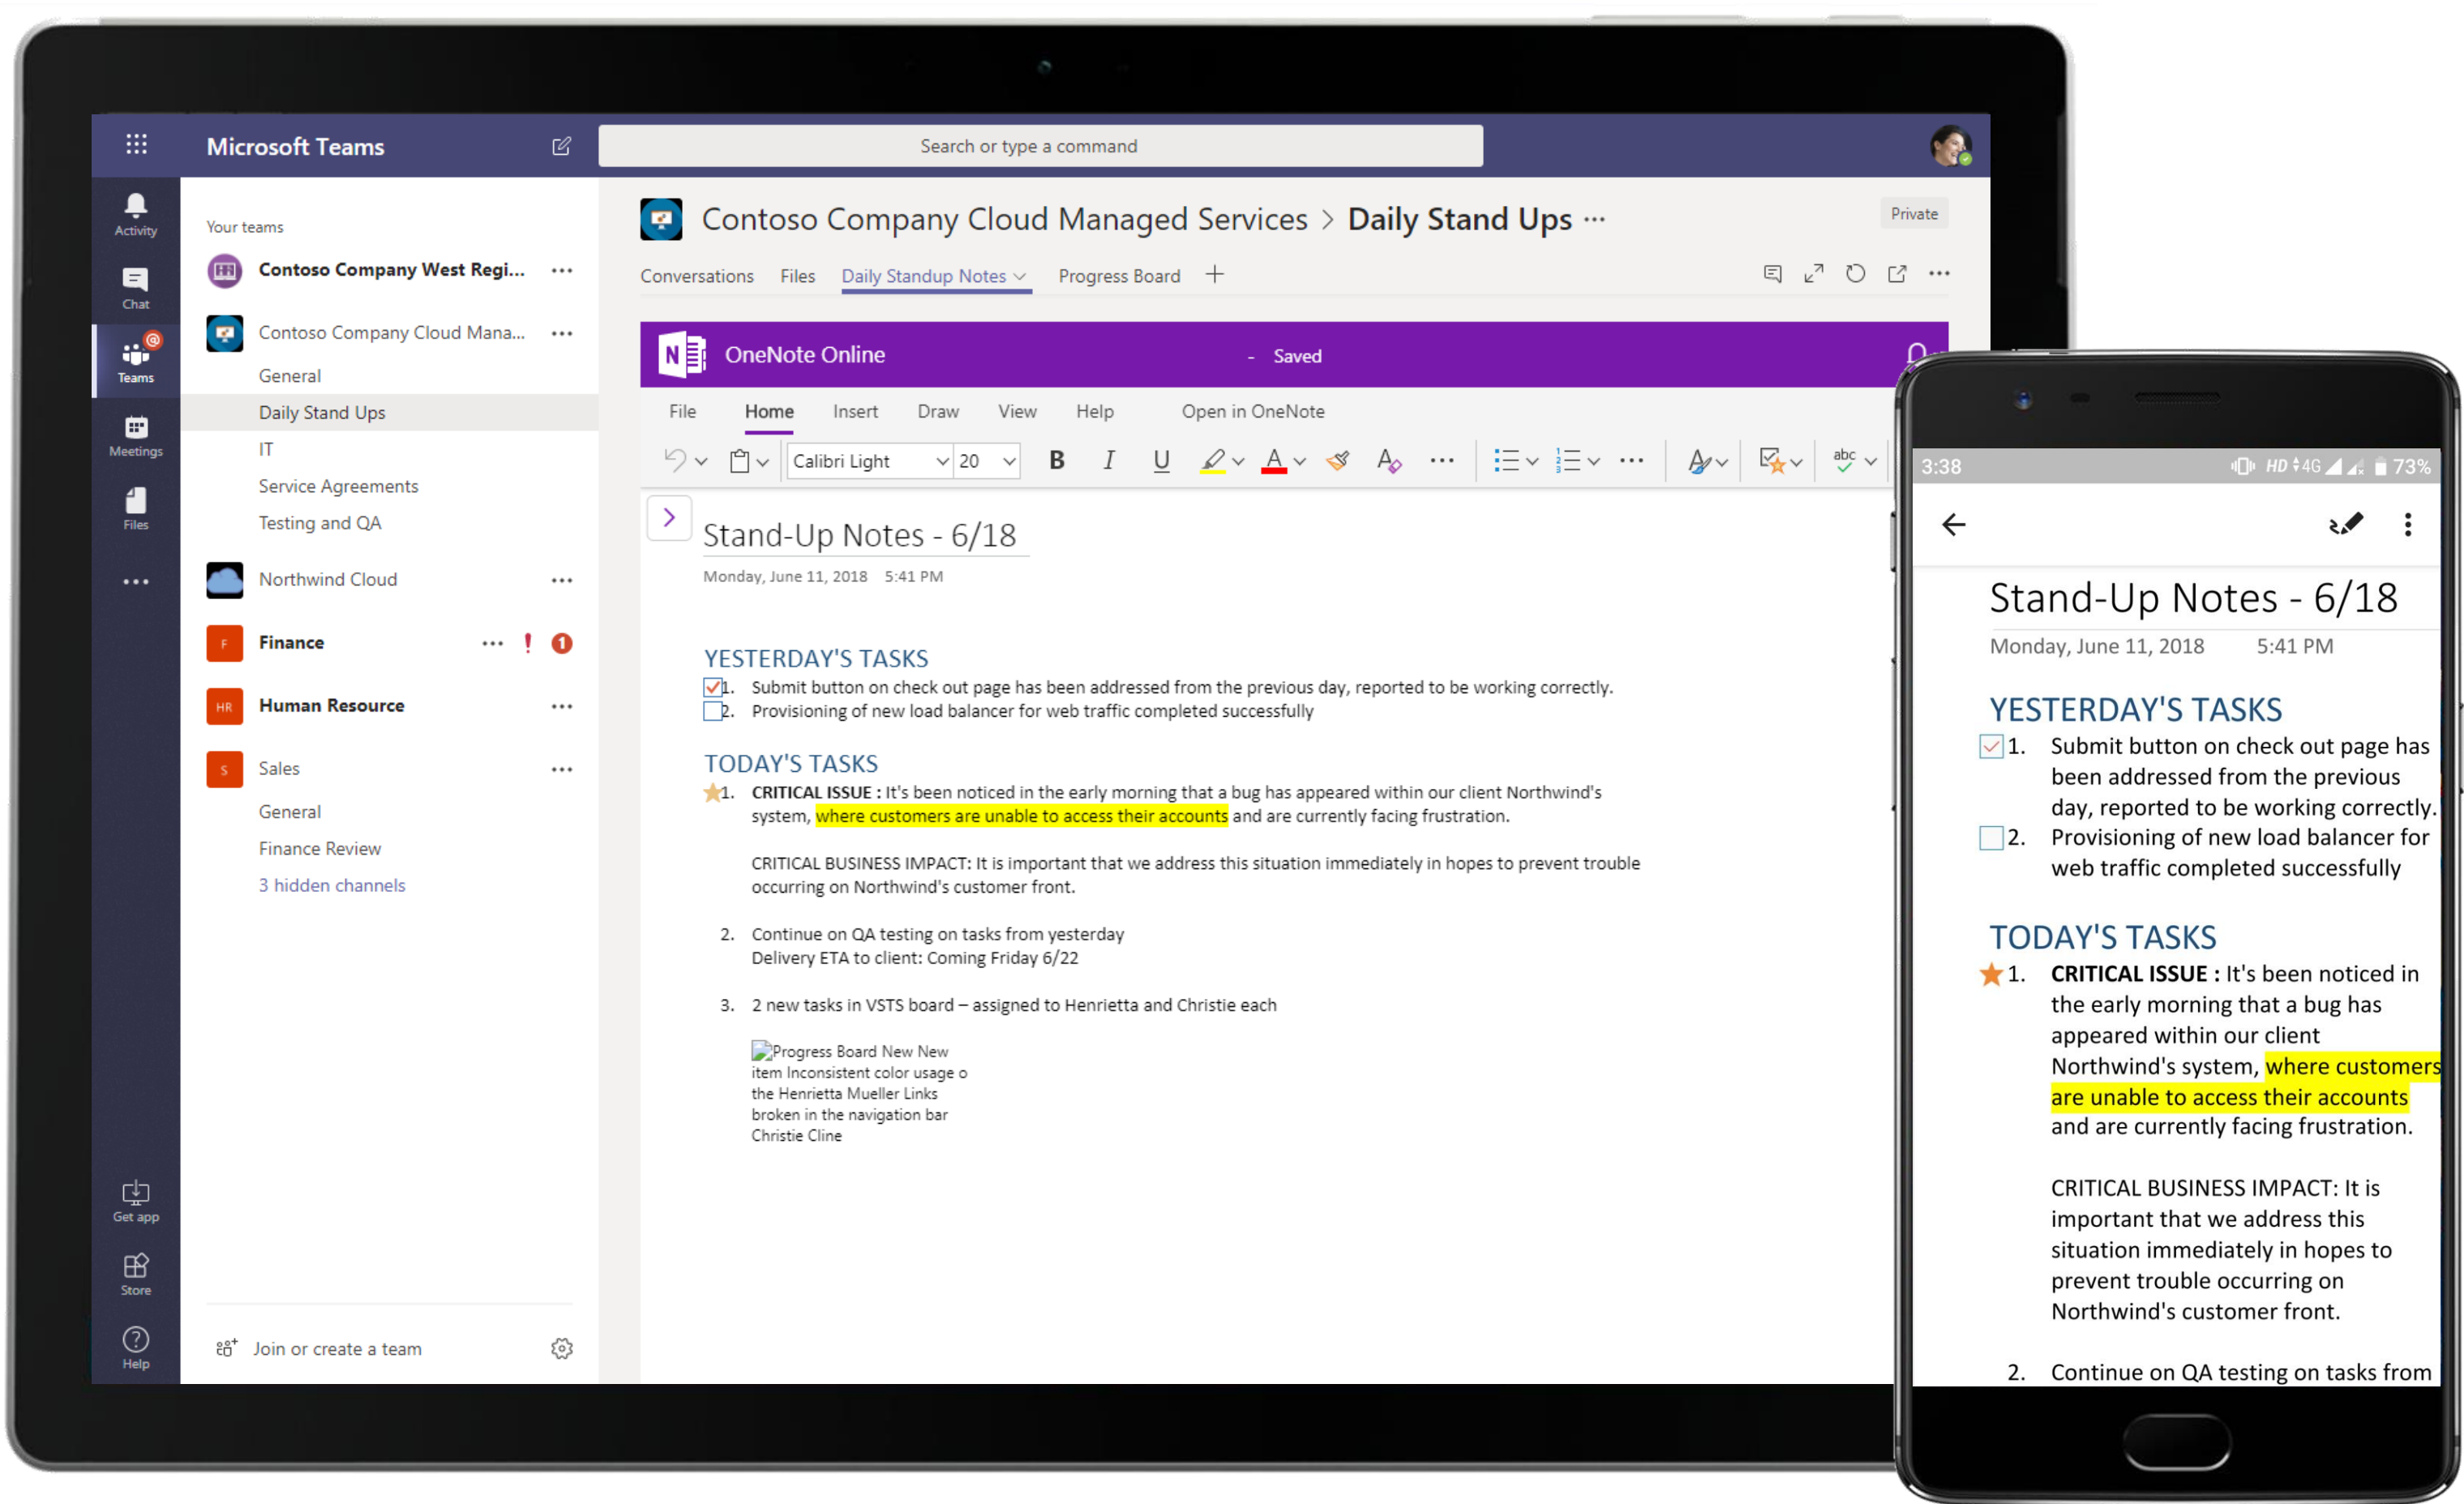 Microsoft Teams
Search or type a command
Activity
Chat
@
Teams
Meetings
Files
Get app
Store
Help
Your teams
Contoso Company West Regi...
Contoso Company Cloud Mana...
General
Daily Stand Ups
IT
Service Agreements
Testing and QA
Northwind Cloud
F
Finance
! 1
HR
Human Resource
S
Sales
General
Finance Review
3 hidden channels
Join or create a team
Contoso Company Cloud Managed Services > Daily Stand Ups ...
Private
Conversations Files Daily Standup Notes Progress Board +
N OneNote Online - Saved
File Home Insert Draw View Help Open in OneNote
Calibri Light 20 B I U A A abc
Stand-Up Notes - 6/18
Monday, June 11, 2018 5:41 PM
YESTERDAY'S TASKS
1. Submit button on check out page has been addressed from the previous day, reported to be working correctly.
2. Provisioning of new load balancer for web traffic completed successfully
TODAY'S TASKS
1. CRITICAL ISSUE : It's been noticed in the early morning that a bug has appeared within our client Northwind's
system, where customers are unable to access their accounts and are currently facing frustration.
CRITICAL BUSINESS IMPACT: It is important that we address this situation immediately in hopes to prevent trouble
occurring on Northwind's customer front.
2. Continue on QA testing on tasks from yesterday
Delivery ETA to client: Coming Friday 6/22
3. 2 new tasks in VSTS board – assigned to Henrietta and Christie each
Progress Board New New
item Inconsistent color usage o
the Henrietta Mueller Links
broken in the navigation bar
Christie Cline
3:38 HD 4G 73%
Stand-Up Notes - 6/18
Monday, June 11, 2018 5:41 PM
YESTERDAY'S TASKS
1. Submit button on check out page has
been addressed from the previous
day, reported to be working correctly.
2. Provisioning of new load balancer for
web traffic completed successfully
TODAY'S TASKS
1. CRITICAL ISSUE : It's been noticed in
the early morning that a bug has
appeared within our client
Northwind's system, where customers
are unable to access their accounts
and are currently facing frustration.
CRITICAL BUSINESS IMPACT: It is
important that we address this
situation immediately in hopes to
prevent trouble occurring on
Northwind's customer front.
2. Continue on QA testing on tasks from